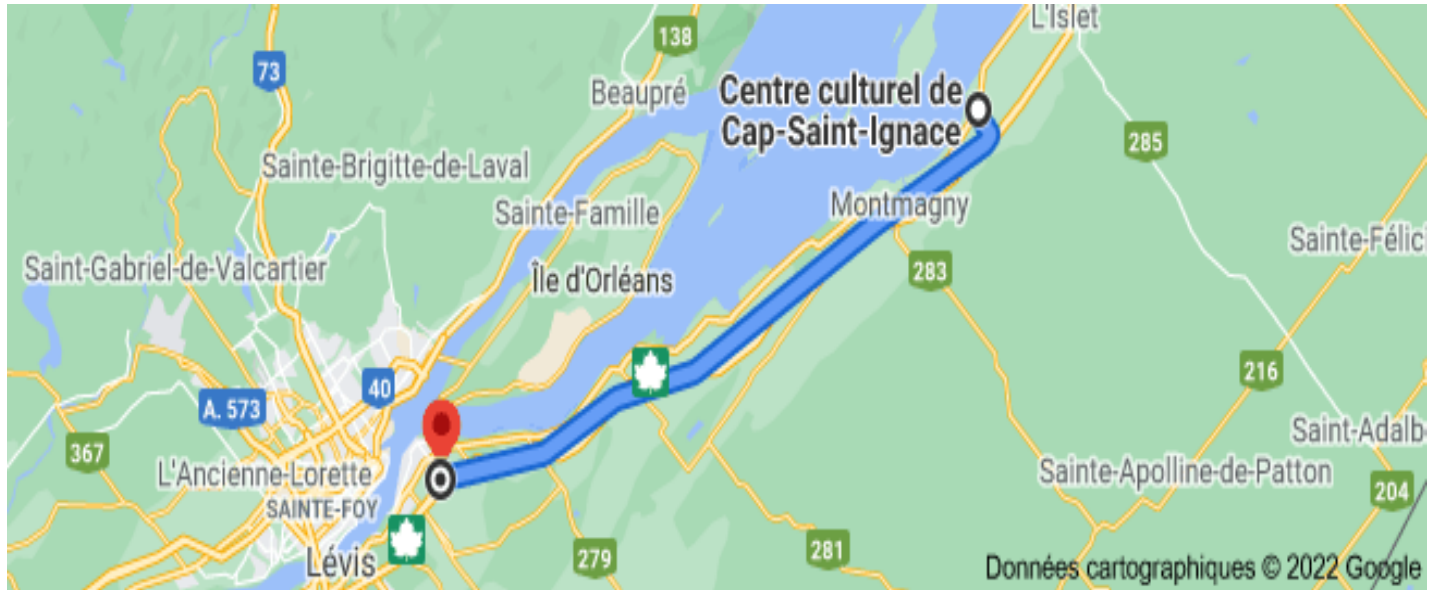 L'Islet
138
73
Beaupré
Centre culturel de
Cap-Saint-Ignace
285
Sainte-Brigitte-de-Laval
Sainte-Famille
Montmagny
Sainte-Félici
Saint-Gabriel-de-Valcartier
Île d'Orléans
283
40
216
A. 573
367
Saint-Adalb
L'Ancienne-Lorette
Sainte-Apolline-de-Patton
204
SAINTE-FOY
Lévis
279
281
Données cartographiques © 2022 Google